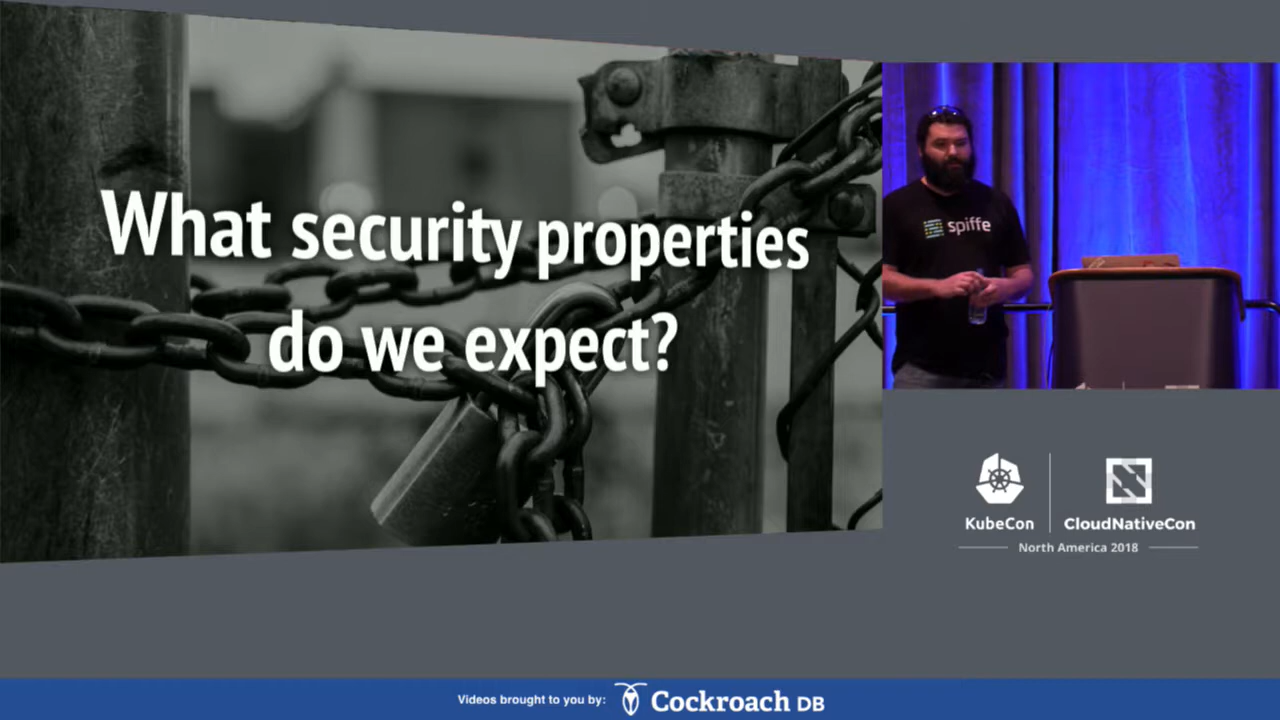 What security properties
do we expect?
spiffe
KubeCon
CloudNativeCon
North America 2018
Videos brought to you by:
Cockroach DB